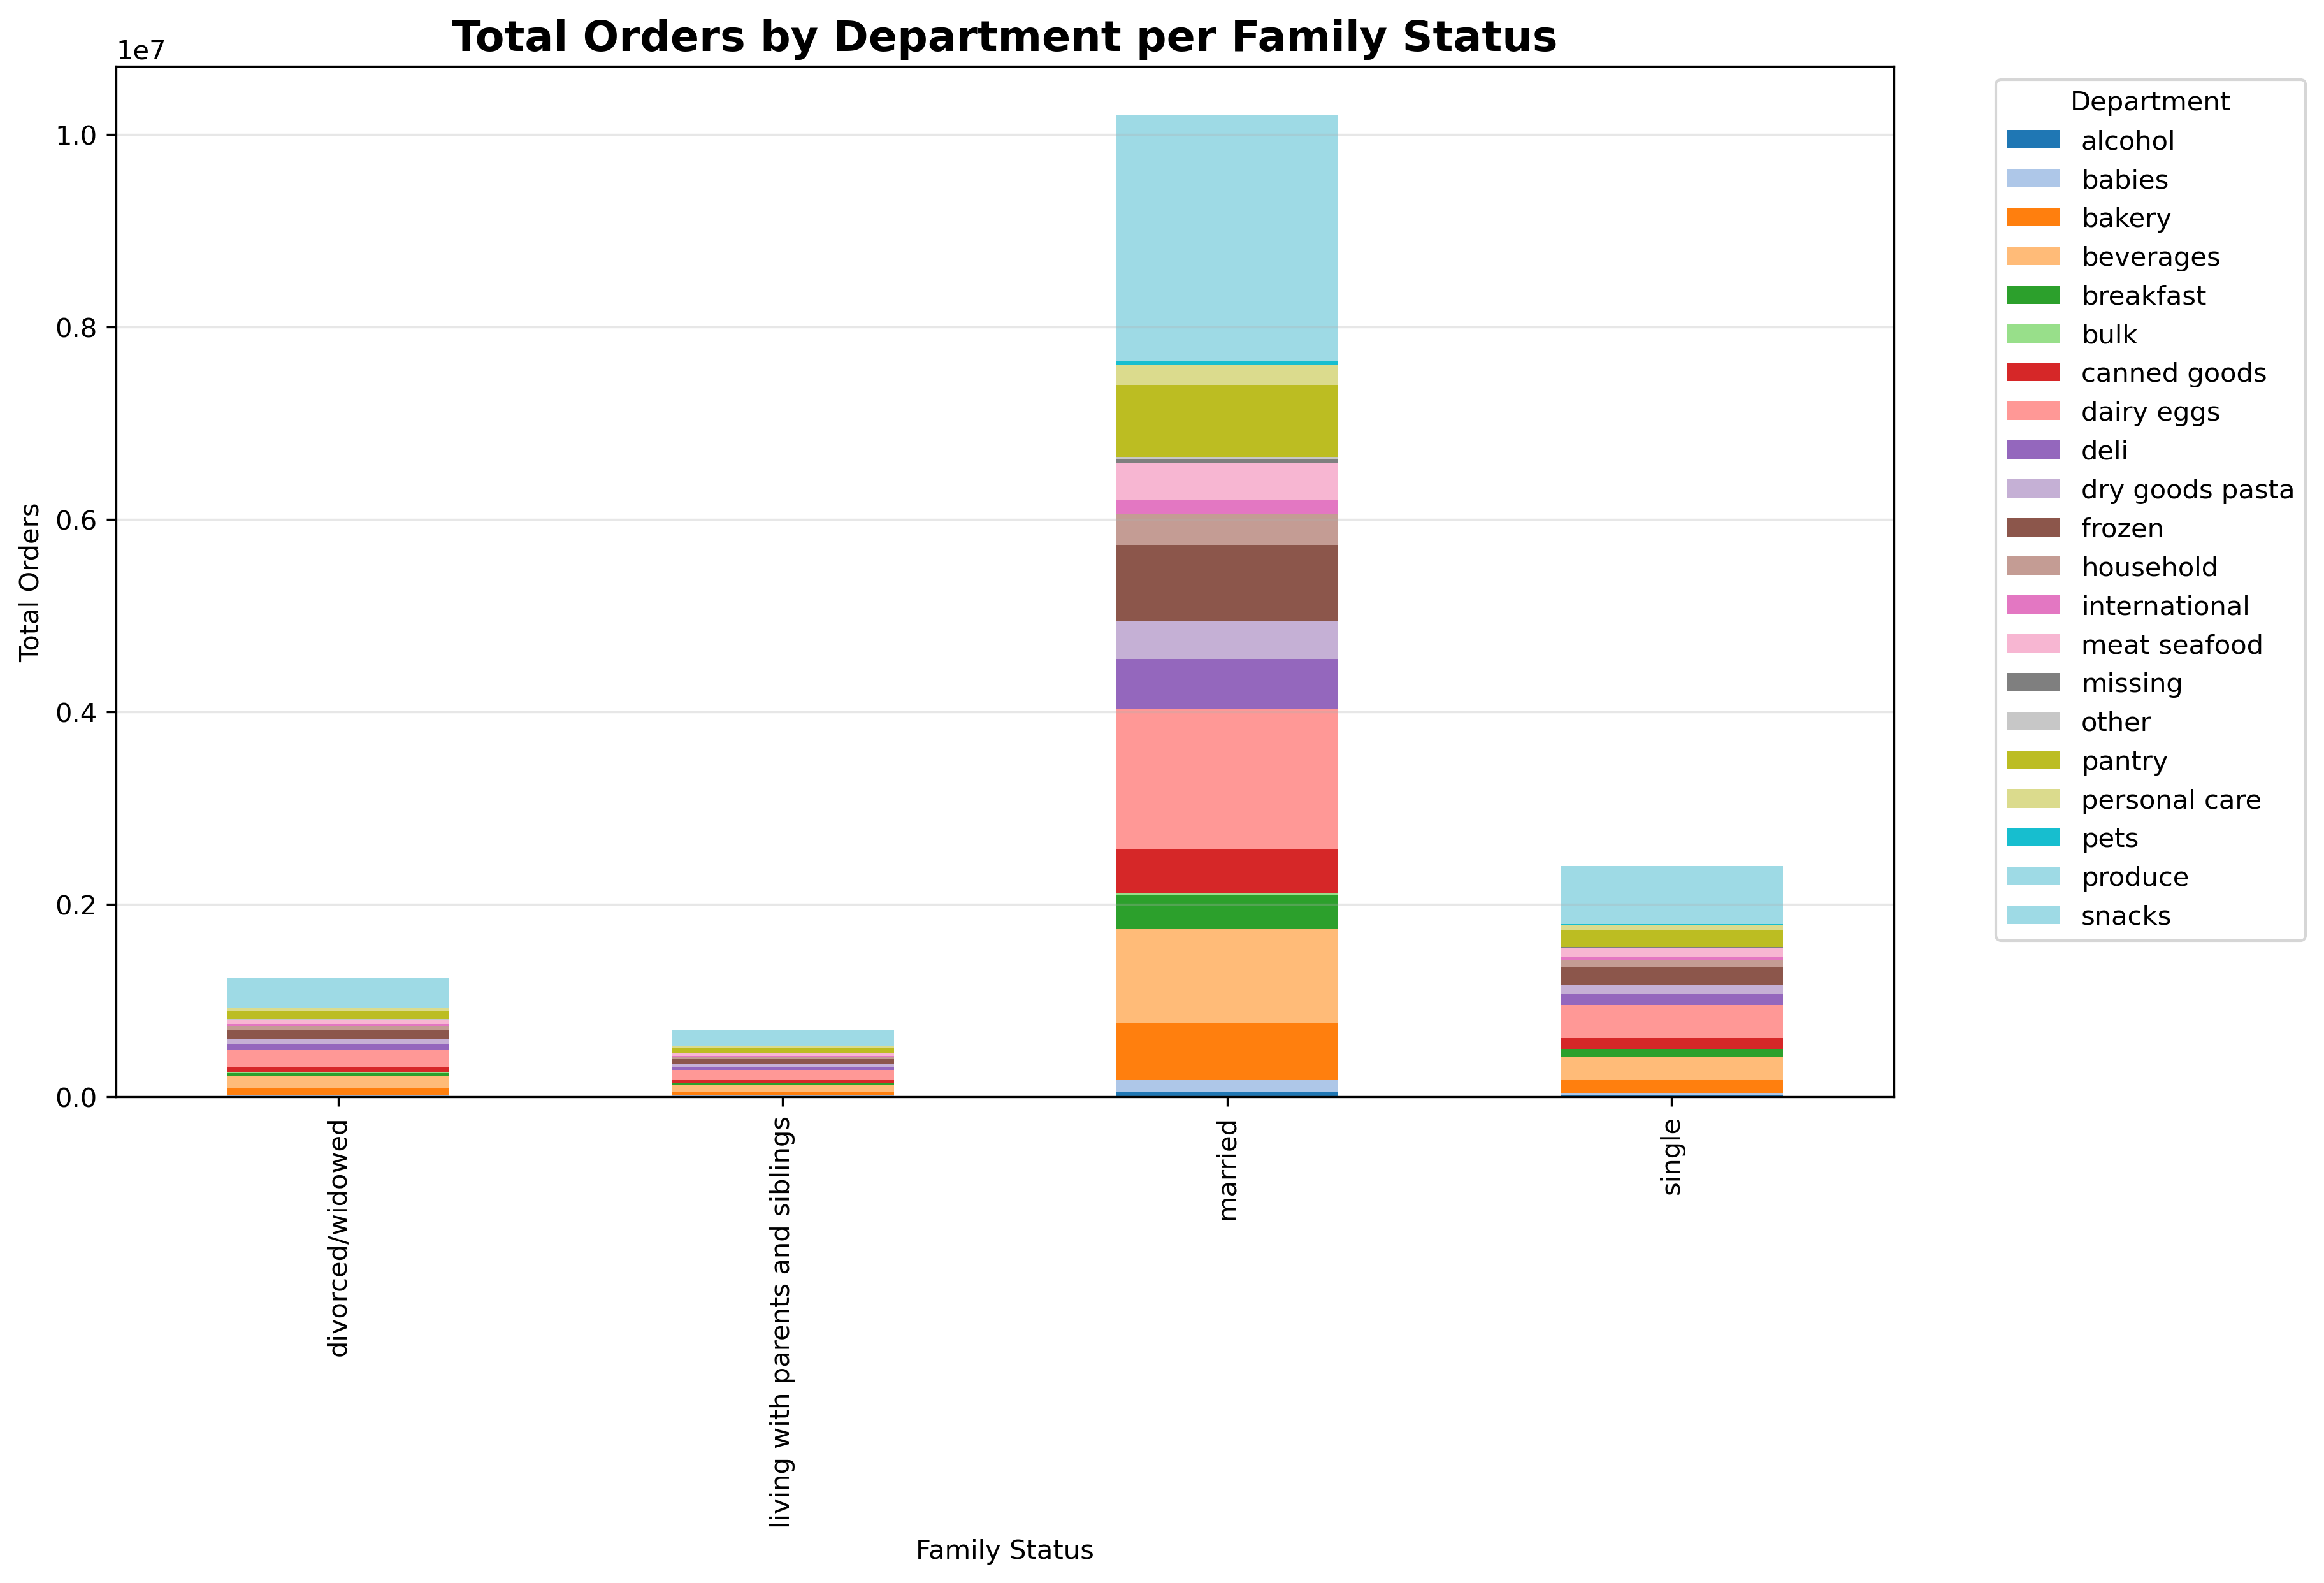 Total Orders by Department per Family Status
1e7
1.0
0.8
0.6
0.4
0.2
0.0
Total Orders
divorced/widowed
living with parents and siblings
married
single
Family Status
Department
alcohol
babies
bakery
beverages
breakfast
bulk
canned goods
dairy eggs
deli
dry goods pasta
frozen
household
international
meat seafood
missing
other
pantry
personal care
pets
produce
snacks